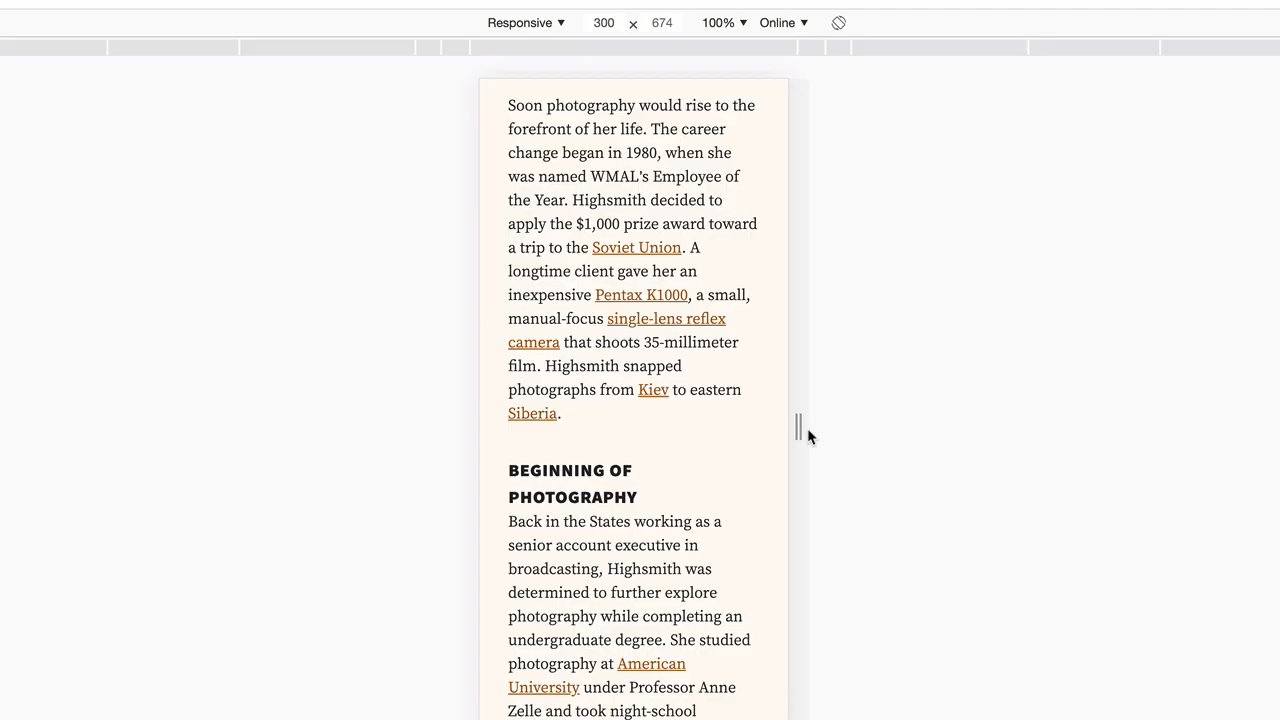 Responsive ▼ 300 × 674 100% ▼ Online ▼
Soon photography would rise to the
forefront of her life. The career
change began in 1980, when she
was named WMAL's Employee of
the Year. Highsmith decided to
apply the $1,000 prize award toward
a trip to the Soviet Union. A
longtime client gave her an
inexpensive Pentax K1000, a small,
manual-focus single-lens reflex
camera that shoots 35-millimeter
film. Highsmith snapped
photographs from Kiev to eastern
Siberia.
BEGINNING OF
PHOTOGRAPHY
Back in the States working as a
senior account executive in
broadcasting, Highsmith was
determined to further explore
photography while completing an
undergraduate degree. She studied
photography at American
University under Professor Anne
Zelle and took night-school